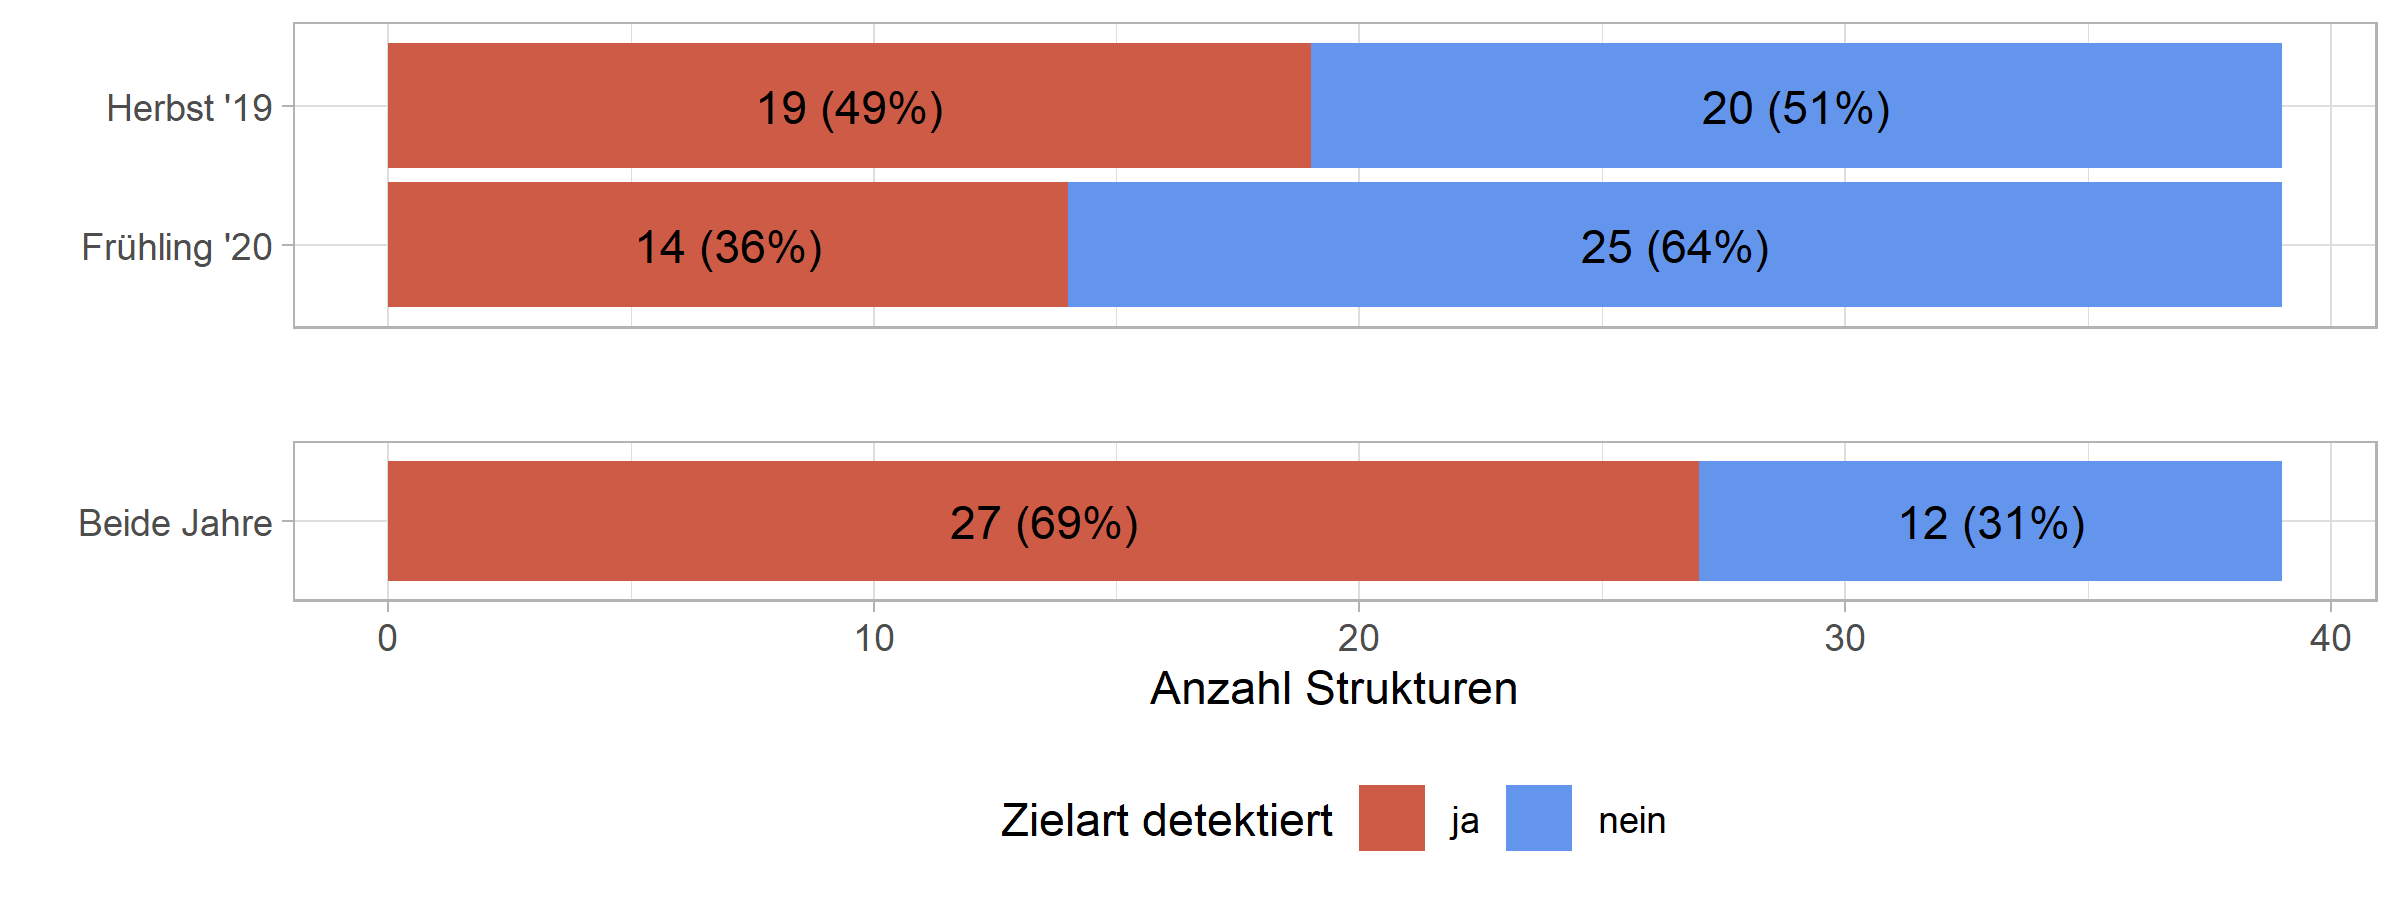 Herbst '19
19 (49%)
20 (51%)
Frühling '20
14 (36%)
25 (64%)
Beide Jahre
27 (69%)
12 (31%)
0 10 20 30 40
Anzahl Strukturen
Zielart detektiert ja nein